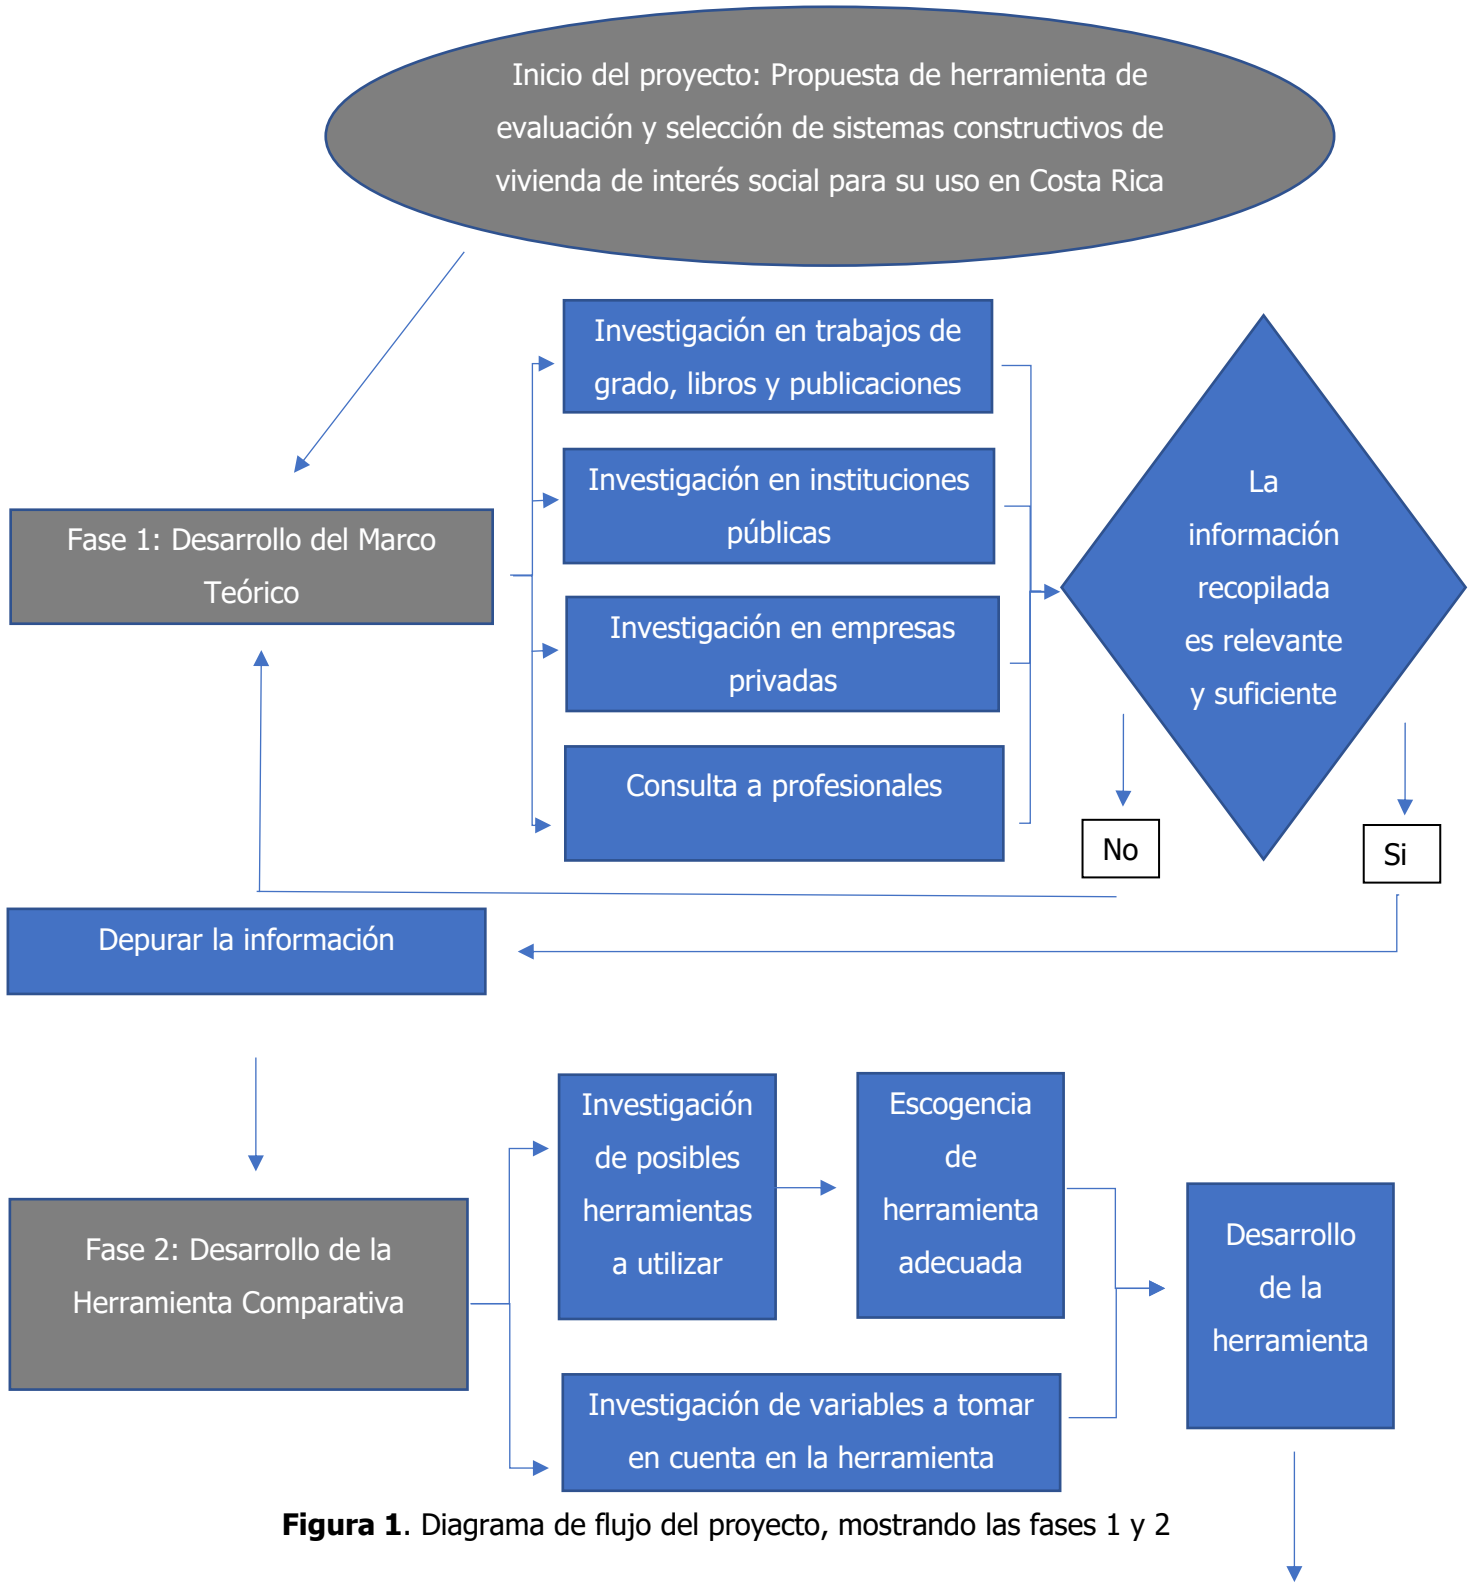 Inicio del proyecto: Propuesta de herramienta de
evaluación y selección de sistemas constructivos de
vivienda de interés social para su uso en Costa Rica
Investigación en trabajos de
grado, libros y publicaciones
Investigación en instituciones
públicas
Fase 1: Desarrollo del Marco
Teórico
Investigación en empresas
privadas
Consulta a profesionales
La
información
recopilada
es relevante
y suficiente
No
Si
Depurar la información
Fase 2: Desarrollo de la
Herramienta Comparativa
Investigación
de posibles
herramientas
a utilizar
Escogencia
de
herramienta
adecuada
Investigación de variables a tomar
en cuenta en la herramienta
Desarrollo
de la
herramienta
Figura 1. Diagrama de flujo del proyecto, mostrando las fases 1 y 2